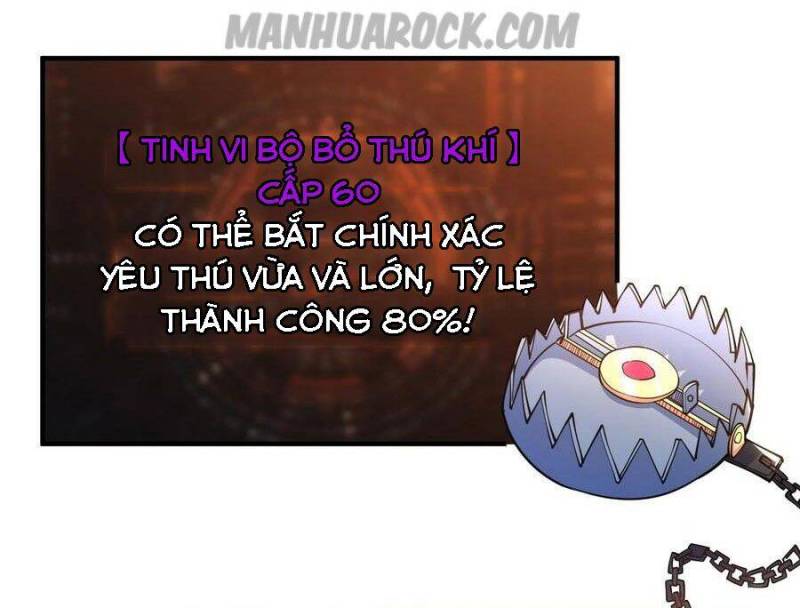 MANHUAROCK.COM
【 TINH VI BỘ BỔ THÚ KHÍ 】
CẤP 60
CÓ THỂ BẮT CHÍNH XÁC
YÊU THÚ VỪA VÀ LỚN, TỶ LỆ
THÀNH CÔNG 80%!